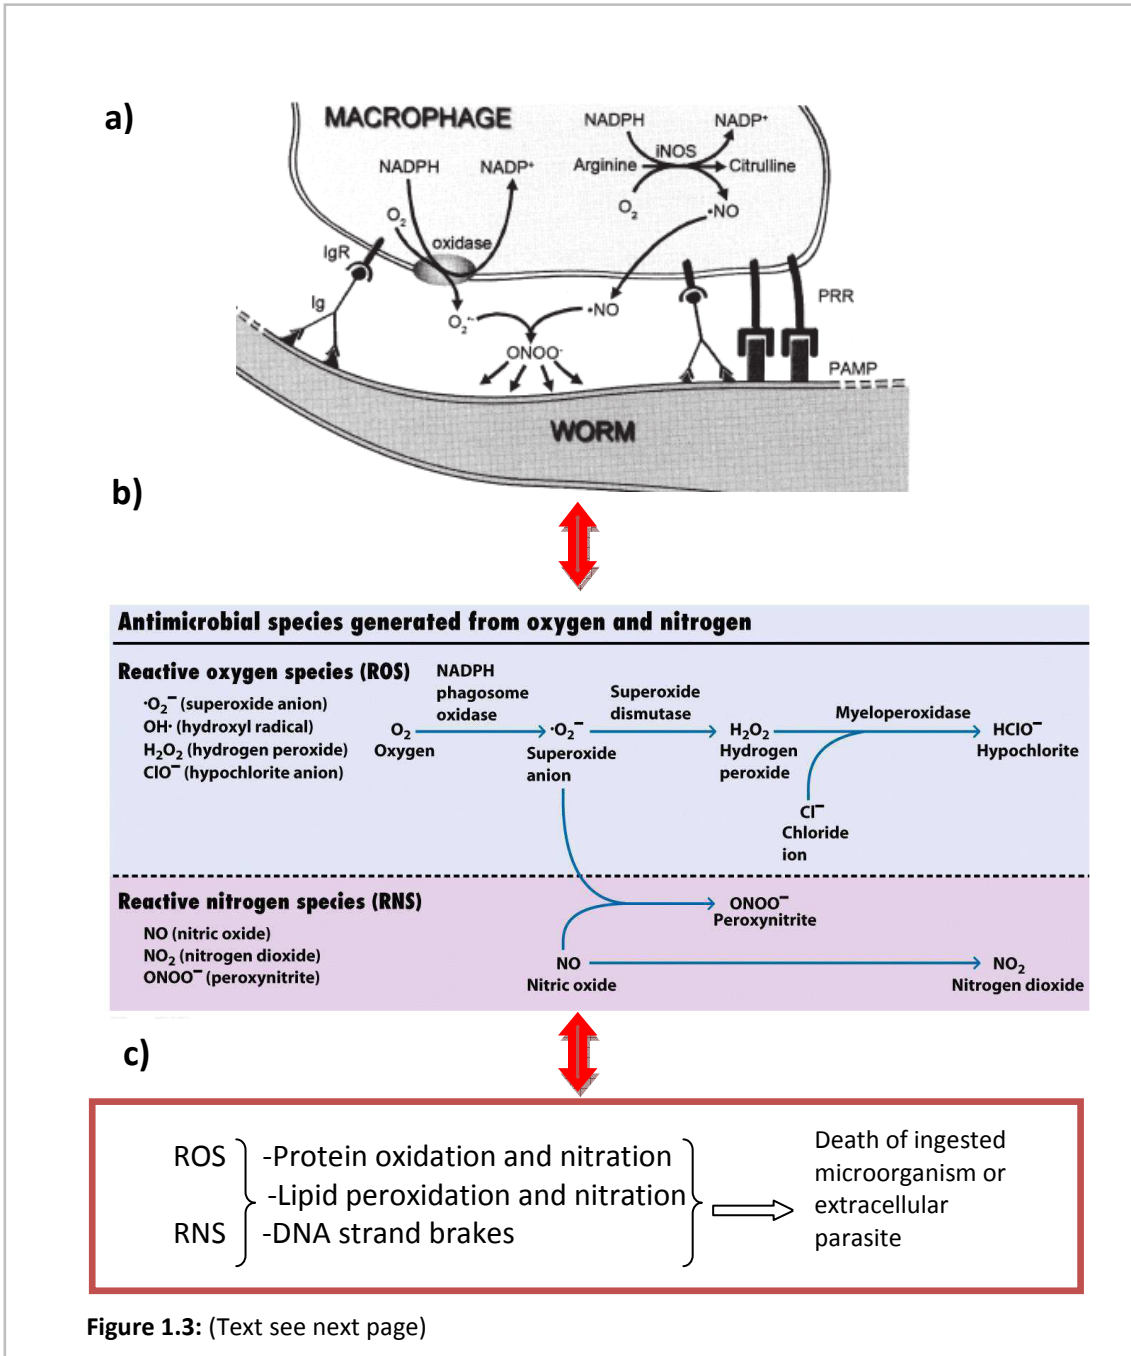 a)
MACROPHAGE
NADPH NADP⁺
O₂
oxidase
IgR
Ig
O₂•⁻
NADPH NADP⁺
iNOS
Arginine Citrulline
O₂ •NO
•NO
ONOO⁻
PRR
PAMP
WORM
b)
Antimicrobial species generated from oxygen and nitrogen
Reactive oxygen species (ROS)
·O₂⁻ (superoxide anion)
OH· (hydroxyl radical)
H₂O₂ (hydrogen peroxide)
ClO⁻ (hypochlorite anion)
O₂
Oxygen
NADPH
phagosome
oxidase
·O₂⁻
Superoxide
anion
Superoxide
dismutase
H₂O₂
Hydrogen
peroxide
Myeloperoxidase
Cl⁻
Chloride
ion
HClO⁻
Hypochlorite
Reactive nitrogen species (RNS)
NO (nitric oxide)
NO₂ (nitrogen dioxide)
ONOO⁻ (peroxynitrite)
ONOO⁻
Peroxynitrite
NO
Nitric oxide
NO₂
Nitrogen dioxide
c)
ROS
RNS
-Protein oxidation and nitration
-Lipid peroxidation and nitration
-DNA strand brakes
Death of ingested
microorganism or
extracellular
parasite
Figure 1.3: (Text see next page)